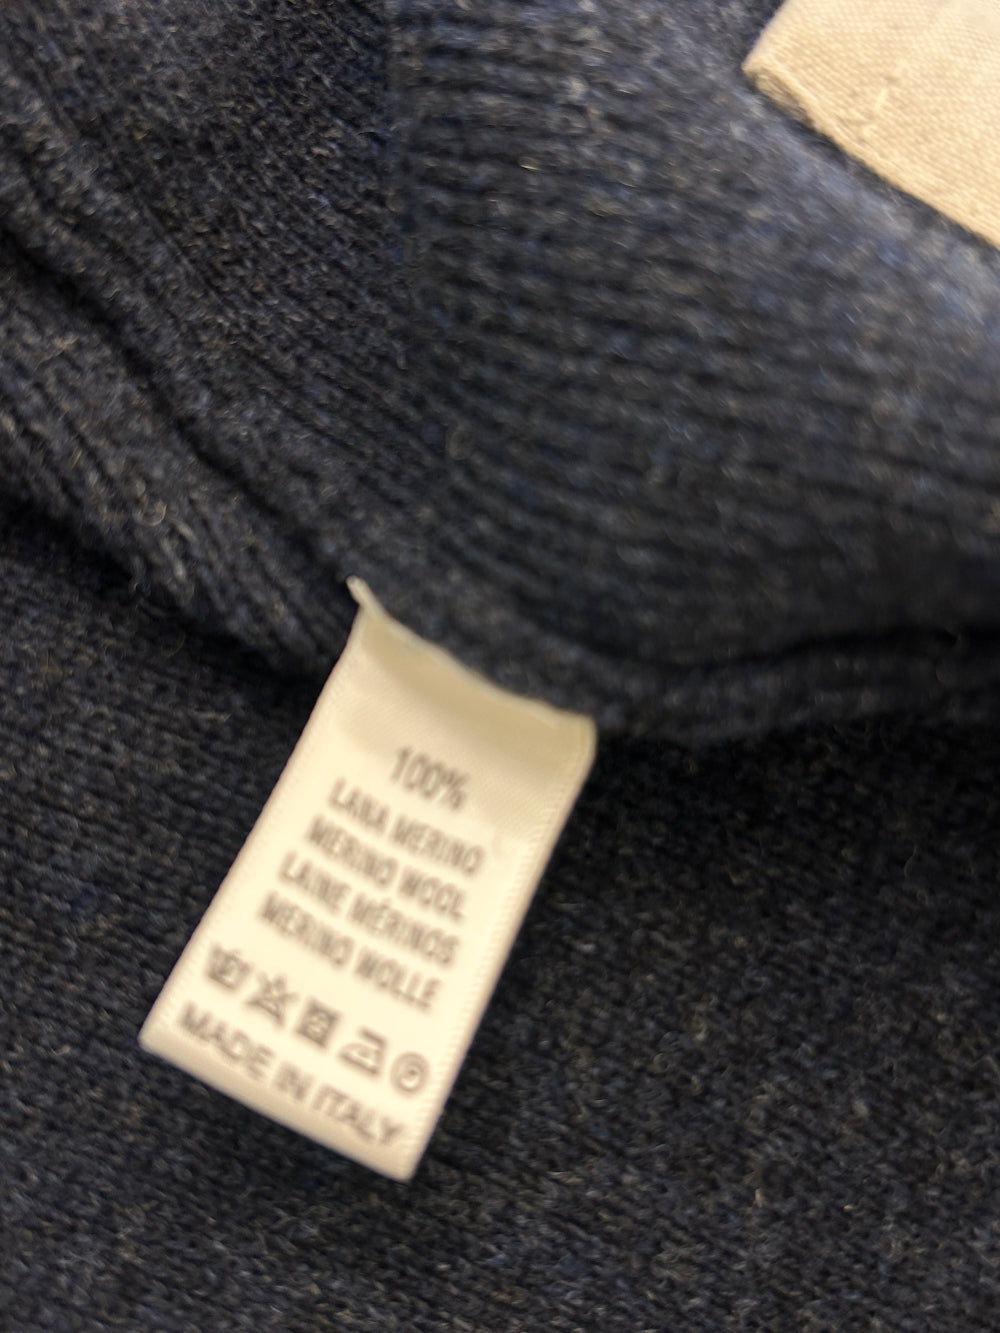 100%
LANA MERINO
MERINO WOOL
LAINE MÉRINOS
MERINO WOLLE
P
MADE IN ITALY